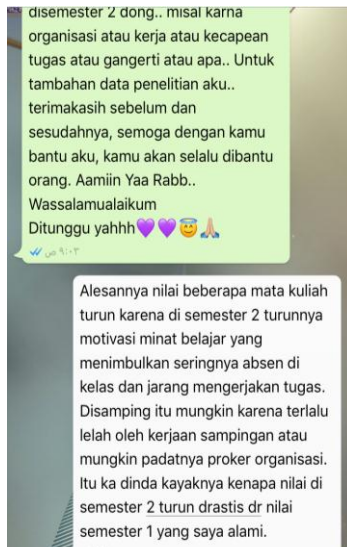 disemester 2 dong.. misal karna
organisasi atau kerja atau kecapean
tugas atau gangerti atau apa.. Untuk
tambahan data penelitian aku..
terimakasih sebelum dan
sesudahnya, semoga dengan kamu
bantu aku, kamu akan selalu dibantu
orang. Aamiin Yaa Rabb..
Wassalamualaikum
Ditunggu yahhh💜💜😇🙏🏼
٩:٠٣ ص
Alesannya nilai beberapa mata kuliah
turun karena di semester 2 turunnya
motivasi minat belajar yang
menimbulkan seringnya absen di
kelas dan jarang mengerjakan tugas.
Disamping itu mungkin karena terlalu
lelah oleh kerjaan sampingan atau
mungkin padatnya proker organisasi.
Itu ka dinda kayaknya kenapa nilai di
semester 2 turun drastis dr nilai
semester 1 yang saya alami.